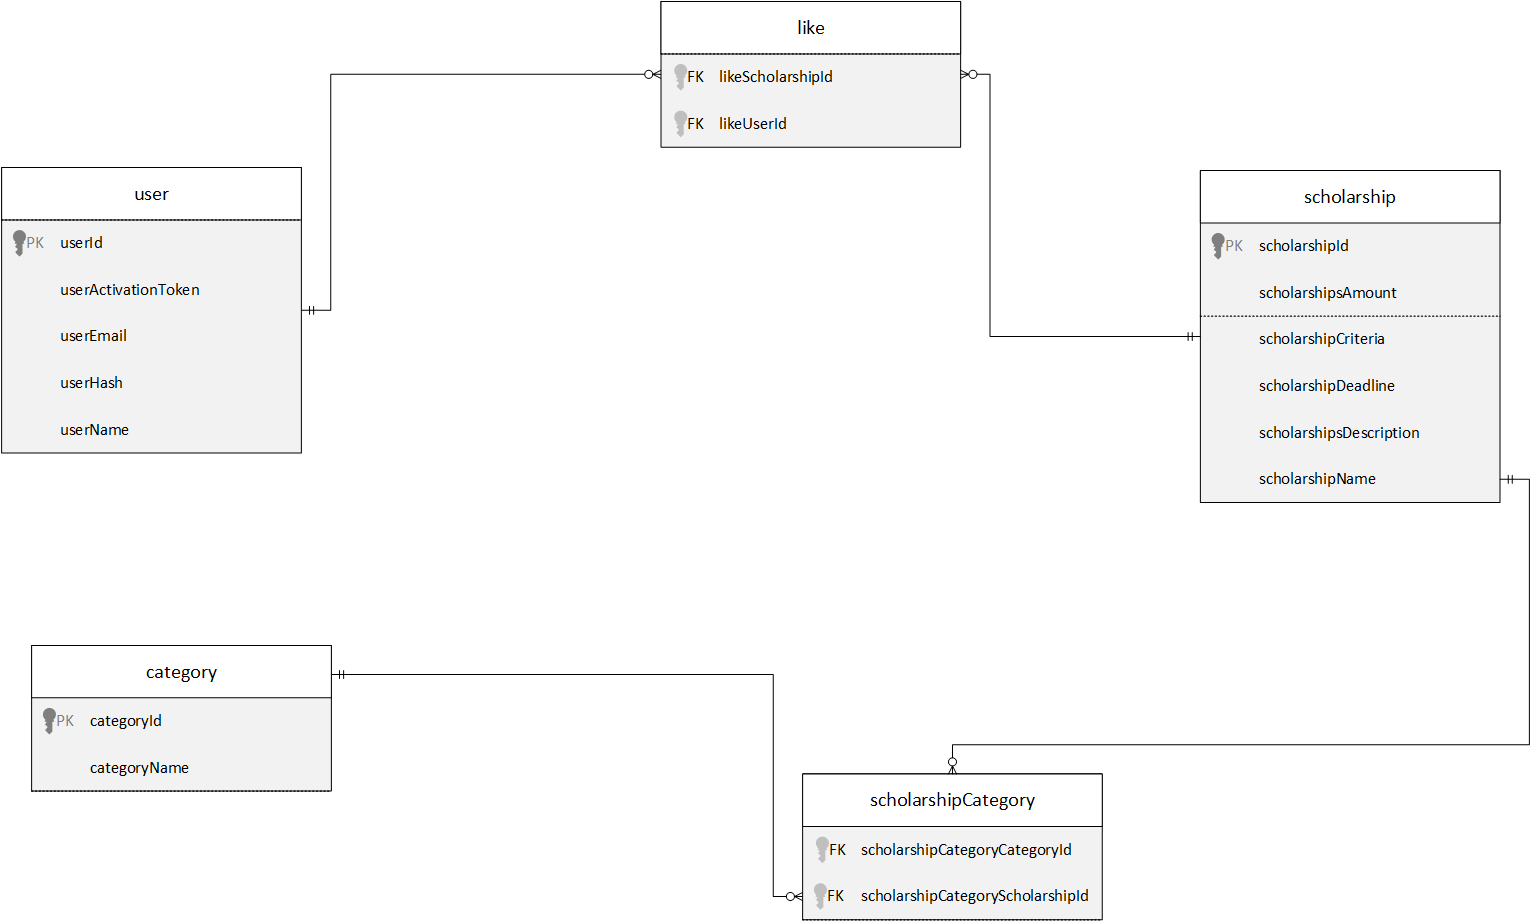 like
FK likeScholarshipId
FK likeUserId
user
PK userId
userActivationToken
userEmail
userHash
userName
scholarship
PK scholarshipId
scholarshipsAmount
scholarshipCriteria
scholarshipDeadline
scholarshipsDescription
scholarshipName
category
PK categoryId
categoryName
scholarshipCategory
FK scholarshipCategoryCategoryId
FK scholarshipCategoryScholarshipId